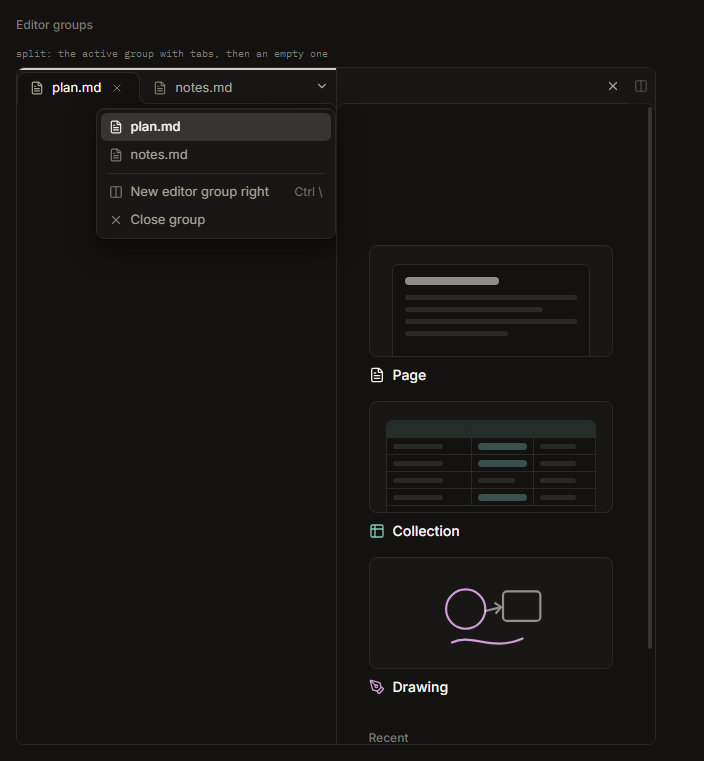 Editor groups
split: the active group with tabs, then an empty one
plan.md
notes.md
plan.md
notes.md
New editor group right Ctrl \
Close group
Page
Collection
Drawing
Recent